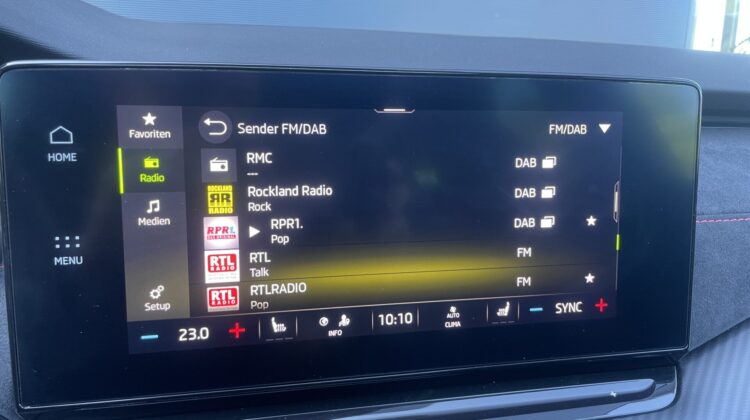 HOME
MENU
Favoriten
Radio
Medien
Setup
Sender FM/DAB
FM/DAB
RMC
---
DAB
ROCKLAND
RR
RADIO
Rockland Radio
Rock
DAB
RPR1.
RPR1.
Pop
DAB
RTL
RADIO
RTL
Talk
FM
RTL
RADIO
RTLRADIO
Pop
FM
23.0
INFO
10:10
AUTO
CLIMA
SYNC